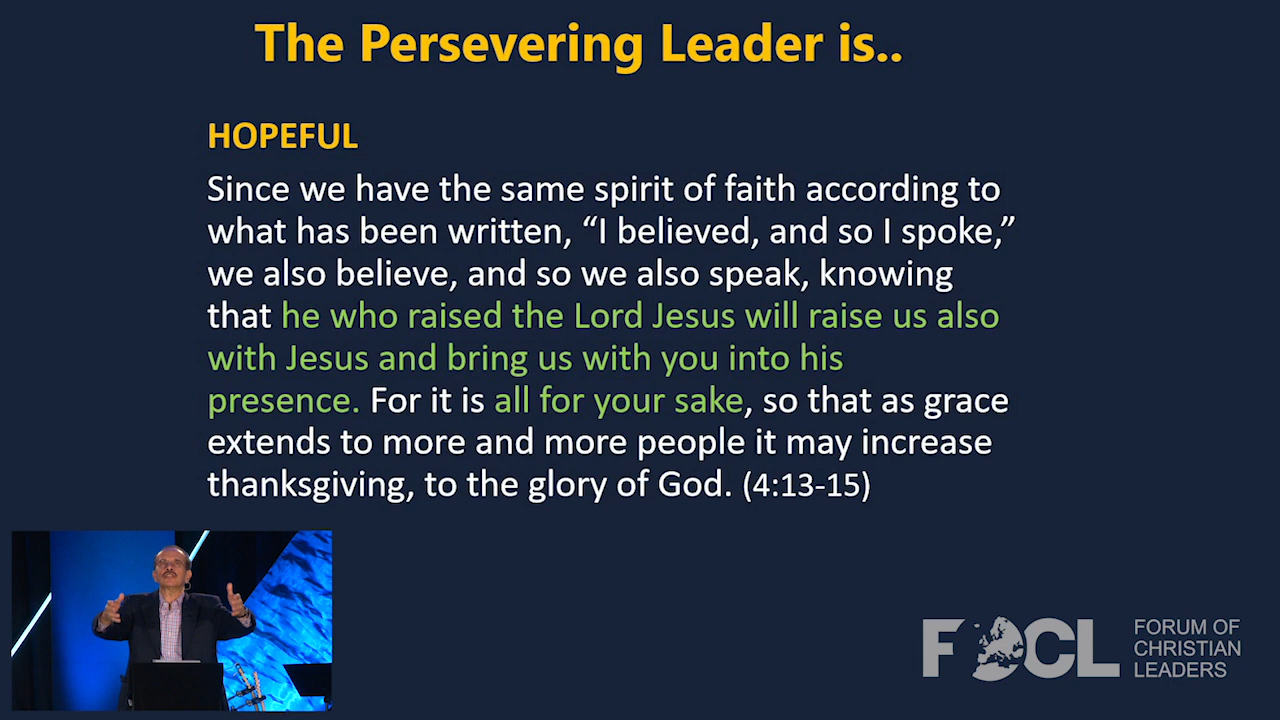 The Persevering Leader is..
HOPEFUL
Since we have the same spirit of faith according to
what has been written, “I believed, and so I spoke,”
we also believe, and so we also speak, knowing
that he who raised the Lord Jesus will raise us also
with Jesus and bring us with you into his
presence. For it is all for your sake, so that as grace
extends to more and more people it may increase
thanksgiving, to the glory of God. (4:13-15)
FOCL
FORUM OF
CHRISTIAN
LEADERS